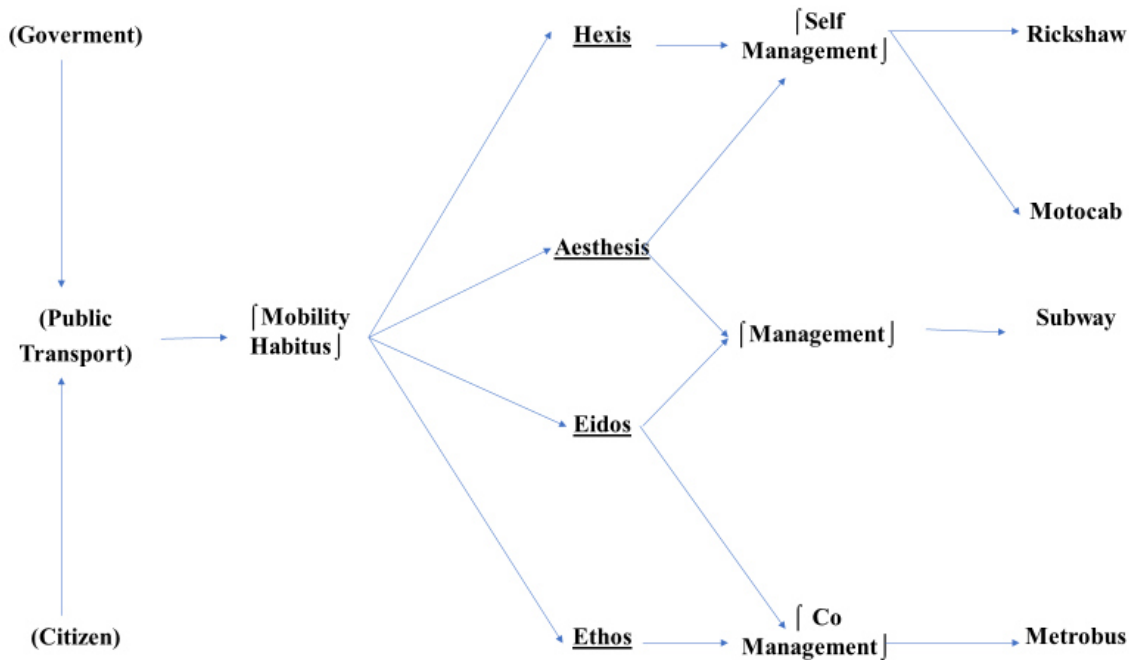 (Goverment)
(Public
Transport)
(Citizen)
⌈Mobility
Habitus⌋
Hexis
Aesthesis
Eidos
Ethos
⌈Self
Management⌋
⌈Management⌋
⌈ Co
Management⌋
Rickshaw
Motocab
Subway
Metrobus